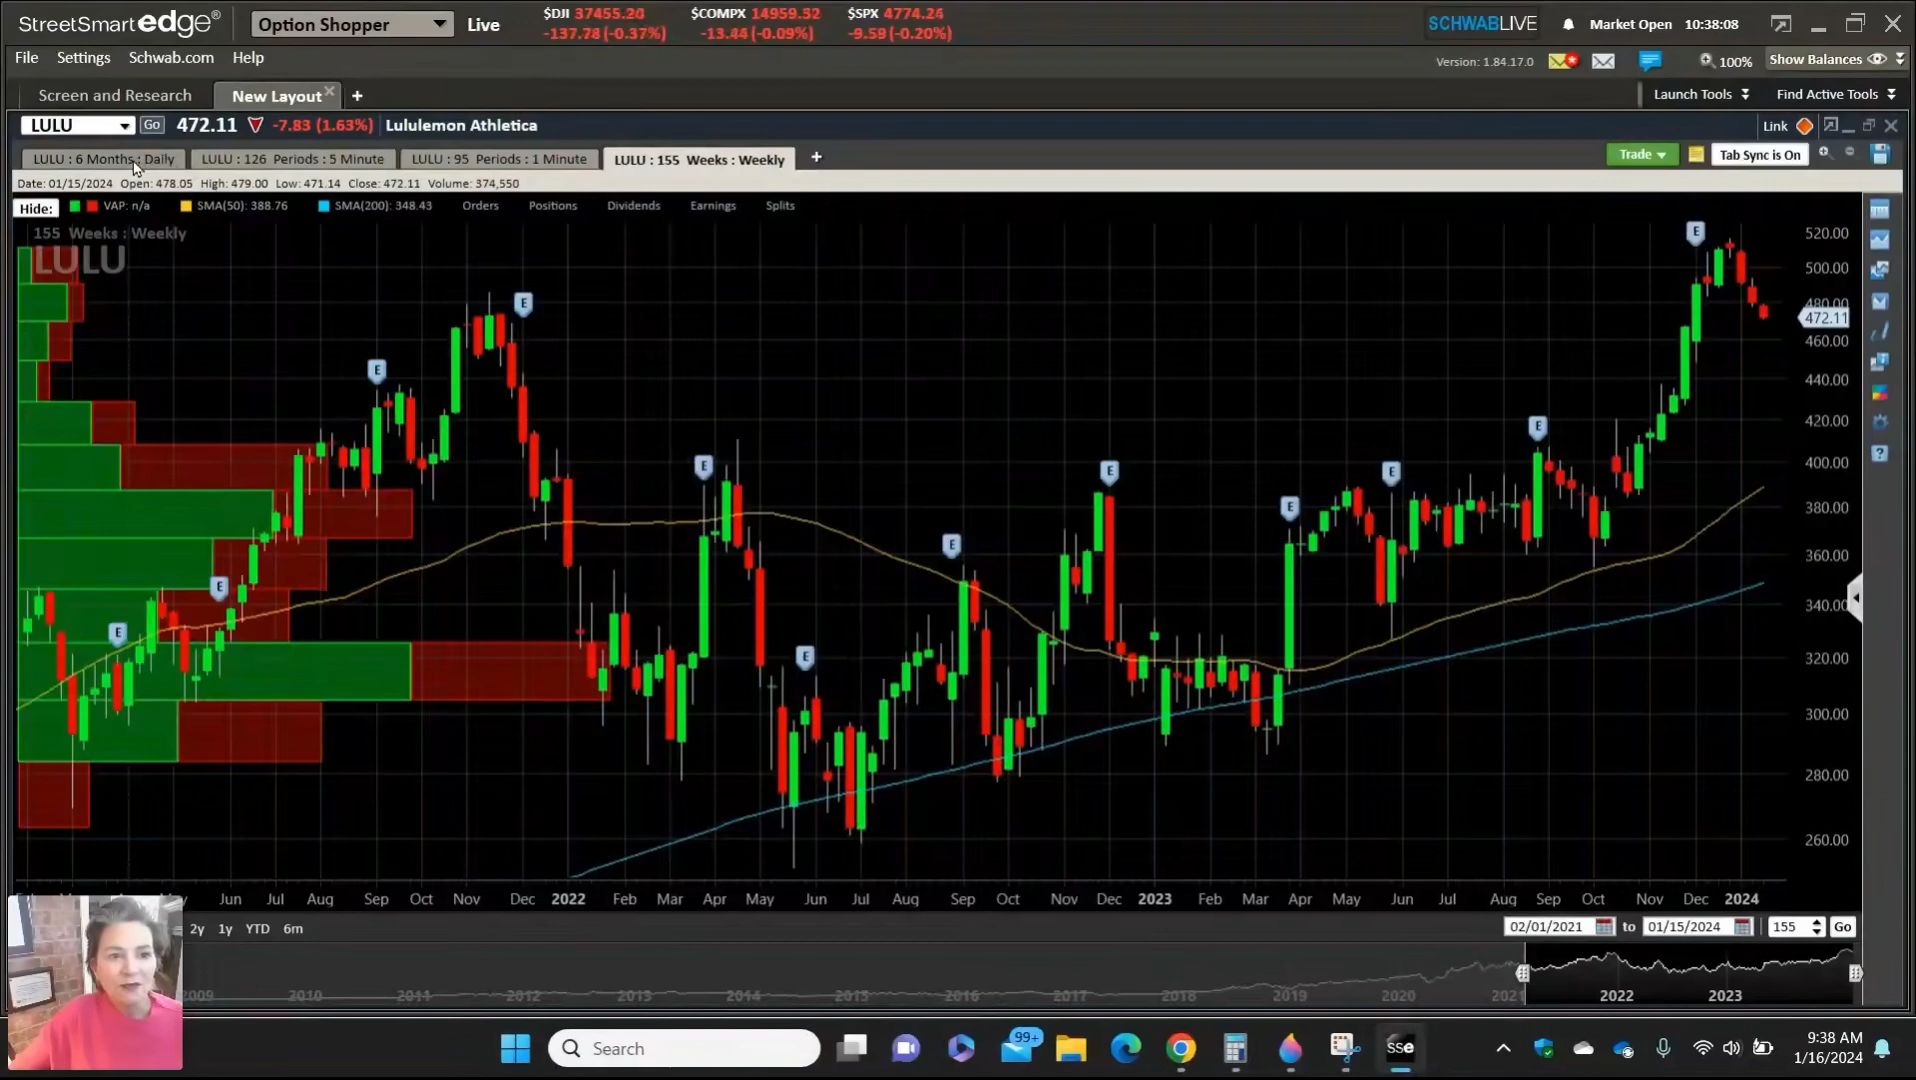 StreetSmart edge®
Option Shopper
Live
$DJI 37455.20
-137.78 (-0.37%)
$COMPX 14959.32
-13.44 (-0.09%)
$SPX 4774.24
-9.59 (-0.20%)
SCHWABLIVE
Market Open
10:38:08
File Settings Schwab.com Help
Version: 1.84.17.0
100%
Show Balances
Screen and Research
New Layout
+
Launch Tools
Find Active Tools
LULU
Go
472.11
-7.83 (1.63%)
Lululemon Athletica
Link
LULU : 6 Months : Daily
LULU : 126 Periods : 5 Minute
LULU : 95 Periods : 1 Minute
LULU : 155 Weeks : Weekly
+
Trade
Tab Sync is On
Date: 01/15/2024 Open: 478.05 High: 479.00 Low: 471.14 Close: 472.11 Volume: 374,550
Hide:
VAP: n/a
SMA(50): 388.76
SMA(200): 348.43
Orders
Positions
Dividends
Earnings
Splits
155 Weeks : Weekly
LULU
E
E
E
E
E
E
E
E
E
E
E
E
520.00
500.00
480.00
472.11
460.00
440.00
420.00
400.00
380.00
360.00
340.00
320.00
300.00
280.00
260.00
Jun Jul Aug Sep Oct Nov Dec 2022 Feb Mar Apr May Jun Jul Aug Sep Oct Nov Dec 2023 Feb Mar Apr May Jun Jul Aug Sep Oct Nov Dec 2024
2y 1y YTD 6m
02/01/2021 to 01/15/2024
155
Go
2009 2010 2011 2012 2013 2014 2015 2016 2017 2018 2019 2020 2021 2022 2023
Search
99+
SSe
9:38 AM
1/16/2024